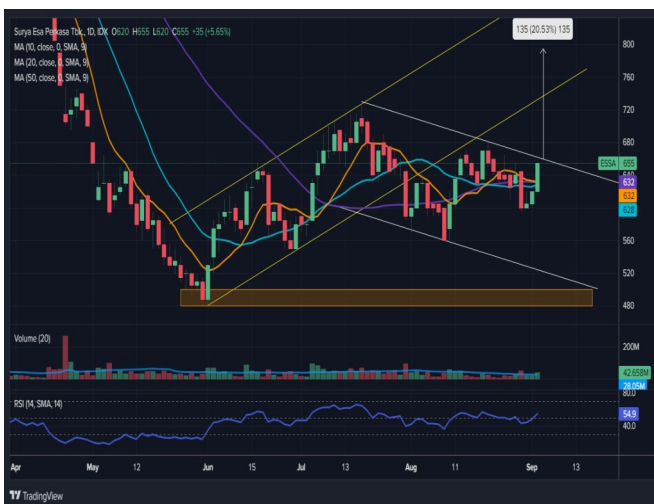 135 (20.53%) 135
Surya Esa Perkasa Tbk., 1D, IDX O620 H655 L620 C655 +35 (+5.65%)
MA (10, close, 0, SMA, 9)
MA (20, close, 0, SMA, 9)
MA (50, close, 0, SMA, 9)
800
760
720
680
ESSA 655
640
632
632
628
560
520
480
Volume (20)
200M
42.658M
28.05M
RSI (14, SMA, 14)
80.0
54.9
40.0
Apr May 12 Jun 15 Jul 13 Aug 11 Sep 13
TradingView